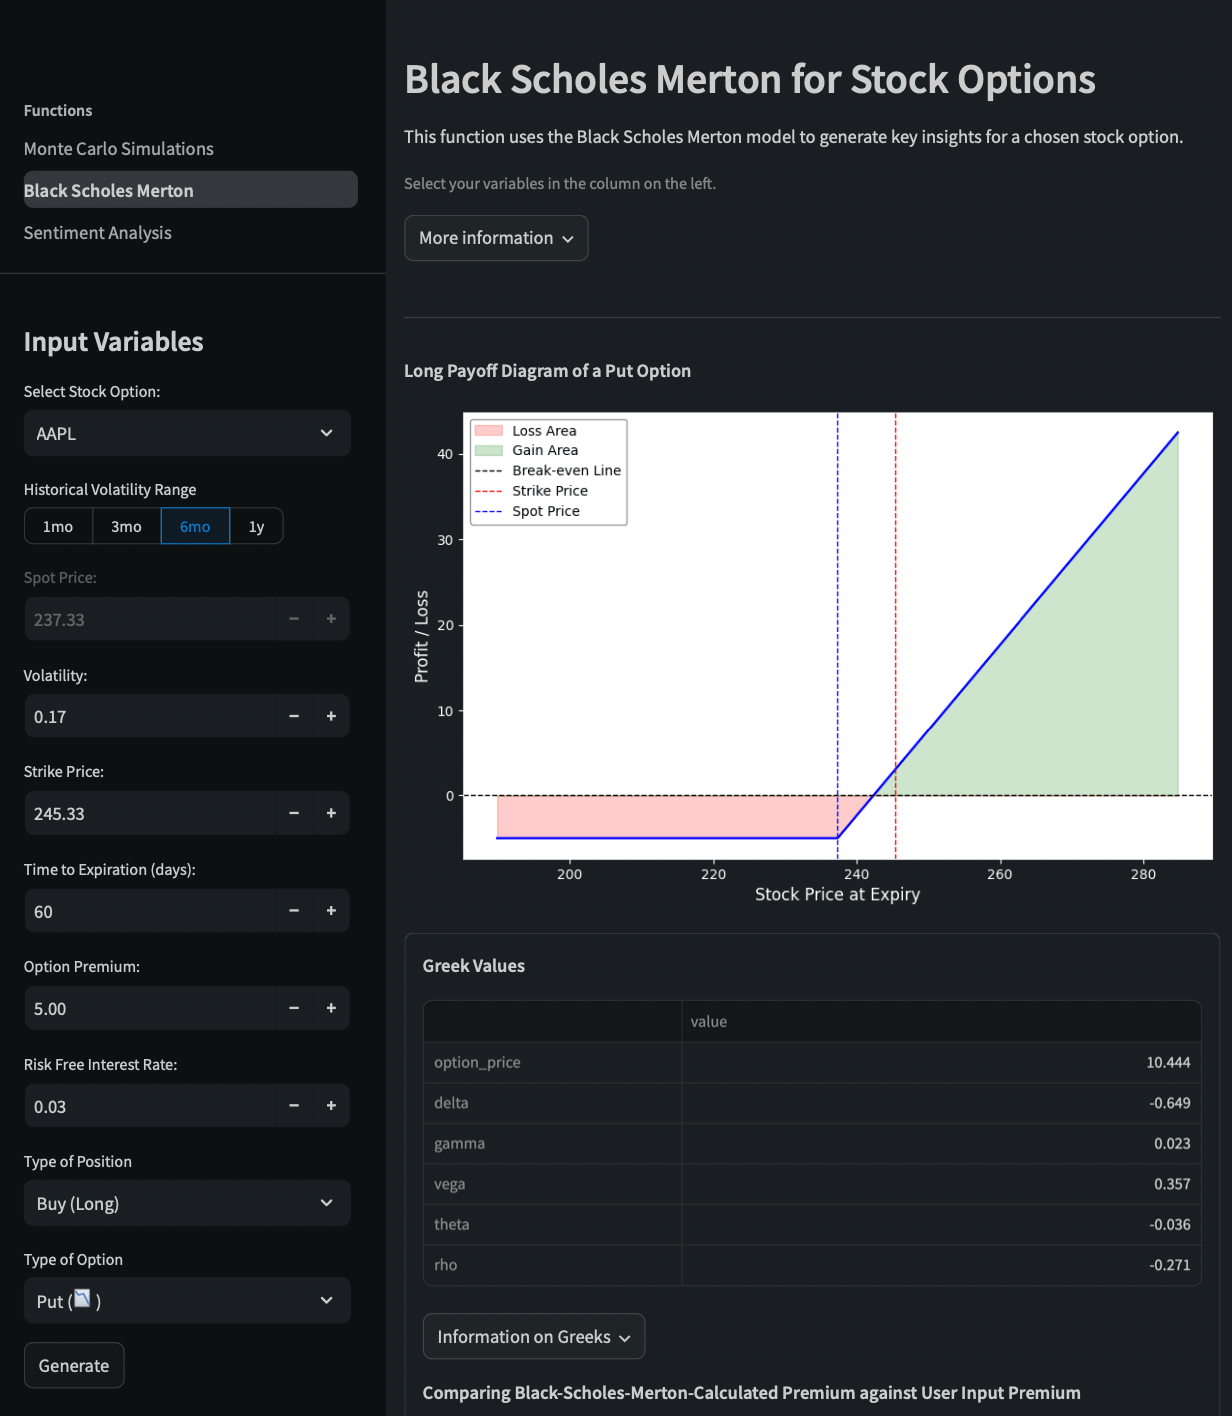 Functions
Monte Carlo Simulations
Black Scholes Merton
Sentiment Analysis
Input Variables
Select Stock Option:
AAPL
Historical Volatility Range
1mo 3mo 6mo 1y
Spot Price:
237.33 − +
Volatility:
0.17 − +
Strike Price:
245.33 − +
Time to Expiration (days):
60 − +
Option Premium:
5.00 − +
Risk Free Interest Rate:
0.03 − +
Type of Position
Buy (Long)
Type of Option
Put (📉 )
Generate
Black Scholes Merton for Stock Options
This function uses the Black Scholes Merton model to generate key insights for a chosen stock option.
Select your variables in the column on the left.
More information
Long Payoff Diagram of a Put Option
Loss Area
Gain Area
Break-even Line
Strike Price
Spot Price
40
30
20
10
0
Profit / Loss
200 220 240 260 280
Stock Price at Expiry
Greek Values
value
option_price 10.444
delta -0.649
gamma 0.023
vega 0.357
theta -0.036
rho -0.271
Information on Greeks
Comparing Black-Scholes-Merton-Calculated Premium against User Input Premium